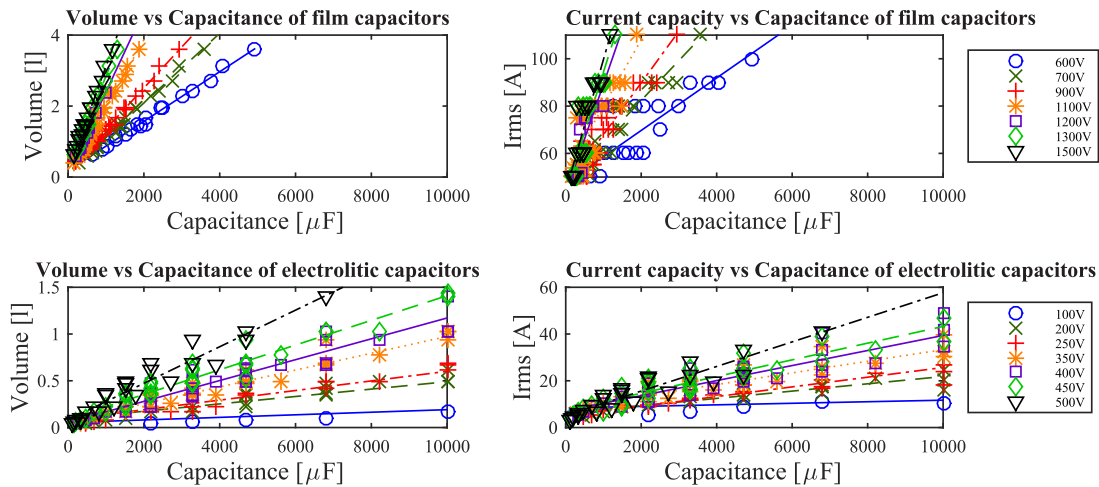 Volume vs Capacitance of film capacitors
Volume [l]
4
2
0
0 2000 4000 6000 8000 10000
Capacitance [μF]
Current capacity vs Capacitance of film capacitors
Irms [A]
100
80
60
0 2000 4000 6000 8000 10000
Capacitance [μF]
600V
700V
900V
1100V
1200V
1300V
1500V
Volume vs Capacitance of electrolitic capacitors
Volume [l]
1.5
1
0.5
0
0 2000 4000 6000 8000 10000
Capacitance [μF]
Current capacity vs Capacitance of electrolitic capacitors
Irms [A]
60
40
20
0
0 2000 4000 6000 8000 10000
Capacitance [μF]
100V
200V
250V
350V
400V
450V
500V